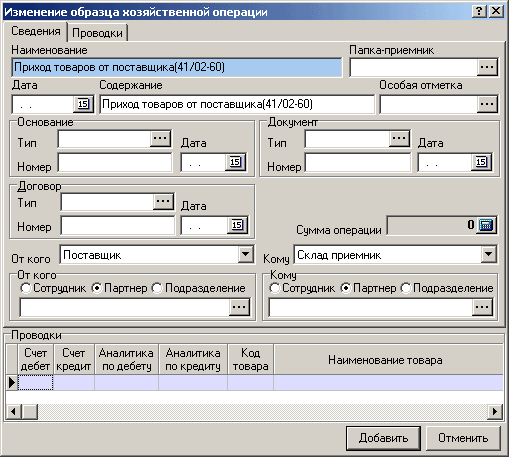 Изменение образца хозяйственной операции
Сведения Проводки
Наименование Папка-приемник
Приход товаров от поставщика(41/02-60)
Дата Содержание Особая отметка
. . 15 Приход товаров от поставщика(41/02-60)
Основание Документ
Тип Дата Тип Дата
Номер . . 15 Номер . . 15
Договор
Тип Дата
Номер . . 15 Сумма операции 0
От кого Поставщик Кому Склад приемник
От кого Кому
Сотрудник Партнер Подразделение Сотрудник Партнер Подразделение
Проводки
Счет Счет Аналитика Аналитика Код Наименование товара
дебет кредит по дебету по кредиту товара
Добавить Отменить